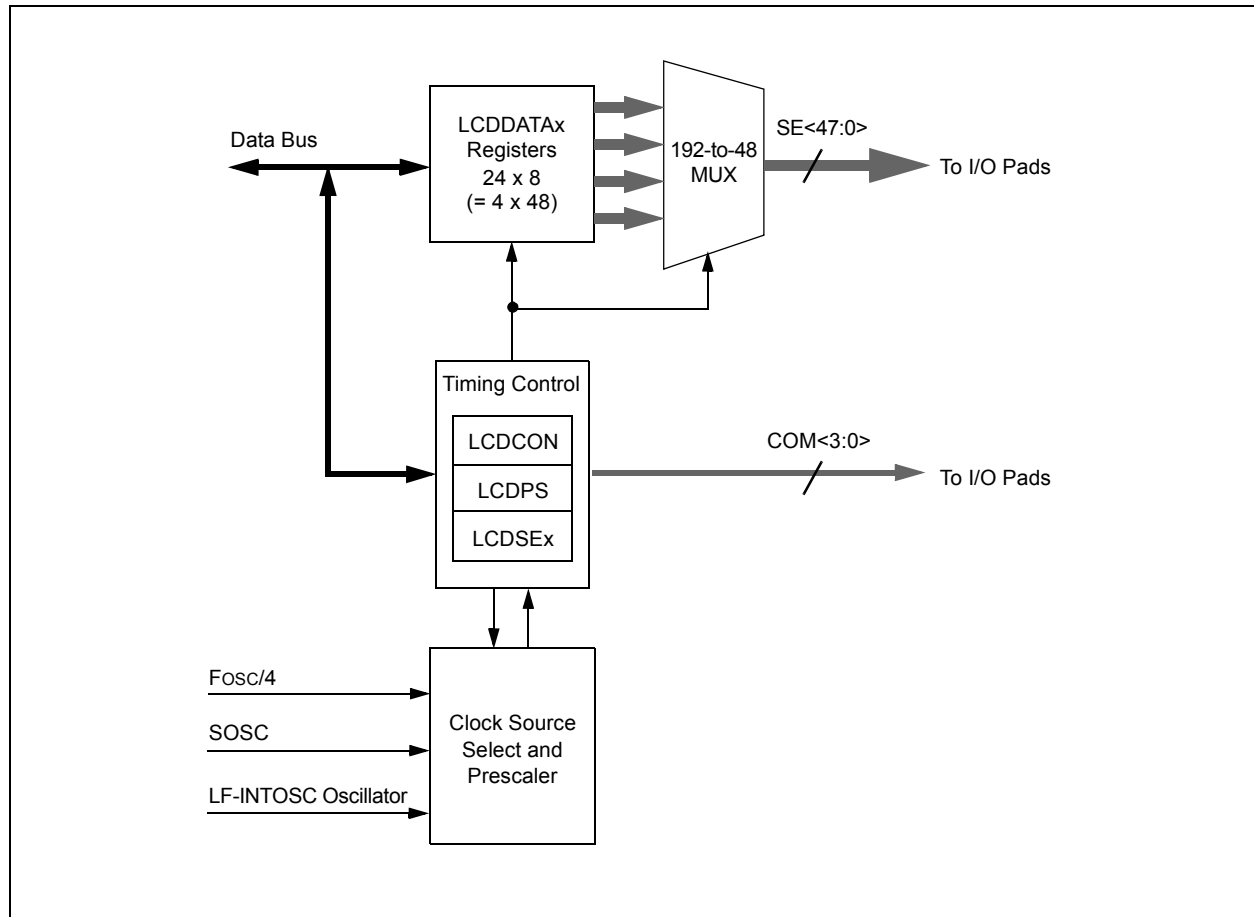 LCDDATAx
Registers
24 x 8
(= 4 x 48)
Data Bus
192-to-48
MUX
SE<47:0>
To I/O Pads
Timing Control
LCDCON
LCDPS
LCDSEx
COM<3:0>
To I/O Pads
FOSC/4
SOSC
LF-INTOSC Oscillator
Clock Source
Select and
Prescaler